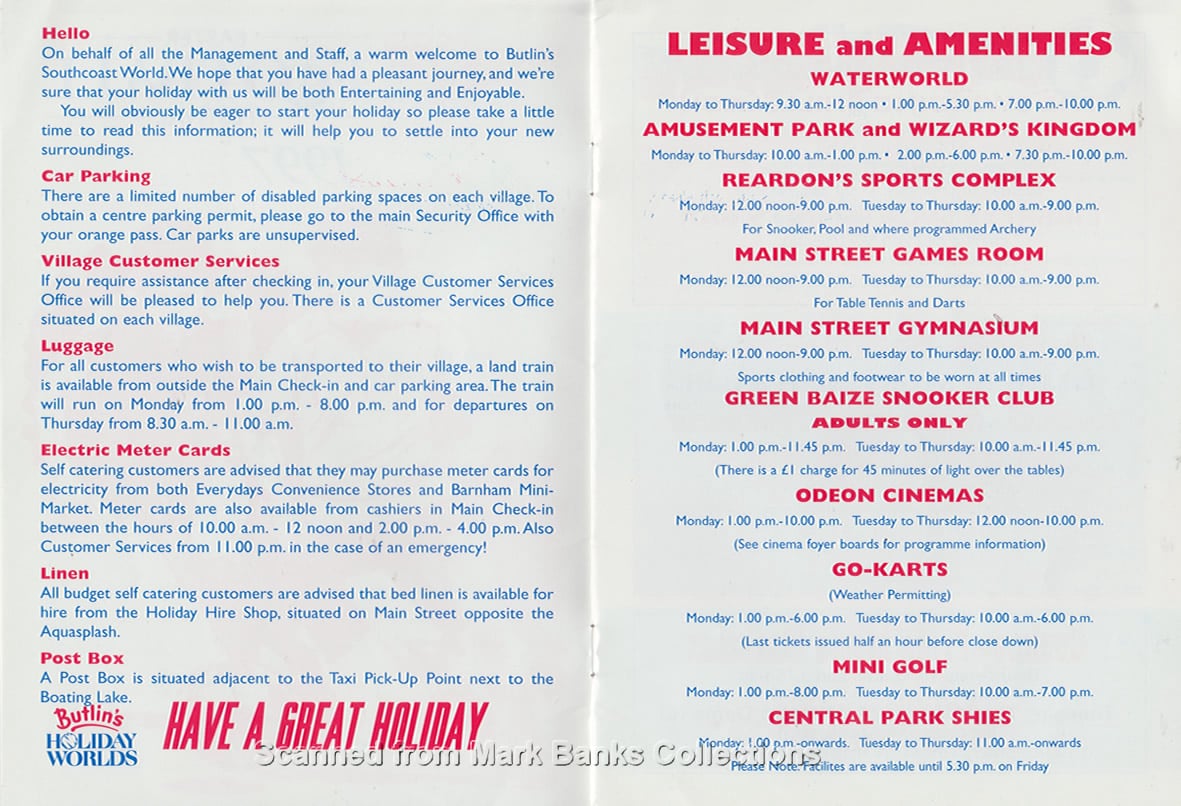 Hello
On behalf of all the Management and Staff, a warm welcome to Butlin's
Southcoast World. We hope that you have had a pleasant journey, and we're
sure that your holiday with us will be both Entertaining and Enjoyable.
You will obviously be eager to start your holiday so please take a little
time to read this information; it will help you to settle into your new
surroundings.
Car Parking
There are a limited number of disabled parking spaces on each village. To
obtain a centre parking permit, please go to the main Security Office with
your orange pass. Car parks are unsupervised.
Village Customer Services
If you require assistance after checking in, your Village Customer Services
Office will be pleased to help you. There is a Customer Services Office
situated on each village.
Luggage
For all customers who wish to be transported to their village, a land train
is available from outside the Main Check-in and car parking area. The train
will run on Monday from 1.00 p.m. - 8.00 p.m. and for departures on
Thursday from 8.30 a.m. - 11.00 a.m.
Electric Meter Cards
Self catering customers are advised that they may purchase meter cards for
electricity from both Everydays Convenience Stores and Barnham Mini-
Market. Meter cards are also available from cashiers in Main Check-in
between the hours of 10.00 a.m. - 12 noon and 2.00 p.m. - 4.00 p.m. Also
Customer Services from 11.00 p.m. in the case of an emergency!
Linen
All budget self catering customers are advised that bed linen is available for
hire from the Holiday Hire Shop, situated on Main Street opposite the
Aquasplash.
Post Box
A Post Box is situated adjacent to the Taxi Pick-Up Point next to the
Boating Lake.
Butlin's
HOLIDAY
WORLDS
HAVE A GREAT HOLIDAY
LEISURE and AMENITIES
WATERWORLD
Monday to Thursday: 9.30 a.m.-12 noon • 1.00 p.m.-5.30 p.m. • 7.00 p.m.-10.00 p.m.
AMUSEMENT PARK and WIZARD'S KINGDOM
Monday to Thursday: 10.00 a.m.-1.00 p.m. • 2.00 p.m.-6.00 p.m. • 7.30 p.m.-10.00 p.m.
REARDON'S SPORTS COMPLEX
Monday: 12.00 noon-9.00 p.m. Tuesday to Thursday: 10.00 a.m.-9.00 p.m.
For Snooker, Pool and where programmed Archery
MAIN STREET GAMES ROOM
Monday: 12.00 noon-9.00 p.m. Tuesday to Thursday: 10.00 a.m.-9.00 p.m.
For Table Tennis and Darts
MAIN STREET GYMNASIUM
Monday: 12.00 noon-9.00 p.m. Tuesday to Thursday: 10.00 a.m.-9.00 p.m.
Sports clothing and footwear to be worn at all times
GREEN BAIZE SNOOKER CLUB
ADULTS ONLY
Monday: 1.00 p.m.-11.45 p.m. Tuesday to Thursday: 10.00 a.m.-11.45 p.m.
(There is a £1 charge for 45 minutes of light over the tables)
ODEON CINEMAS
Monday: 1.00 p.m.-10.00 p.m. Tuesday to Thursday: 12.00 noon-10.00 p.m.
(See cinema foyer boards for programme information)
GO-KARTS
(Weather Permitting)
Monday: 1.00 p.m.-6.00 p.m. Tuesday to Thursday: 10.00 a.m.-6.00 p.m.
(Last tickets issued half an hour before close down)
MINI GOLF
Monday: 1.00 p.m.-8.00 p.m. Tuesday to Thursday: 10.00 a.m.-7.00 p.m.
CENTRAL PARK SHIES
Monday: 1.00 p.m.-onwards. Tuesday to Thursday: 11.00 a.m.-onwards
Please Note: Facilites are available until 5.30 p.m. on Friday
Scanned from Mark Banks Collections